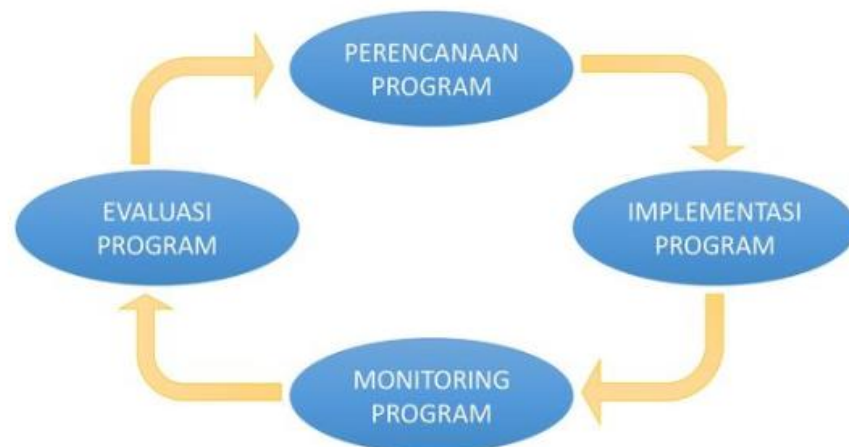 PERENCANAAN
PROGRAM
IMPLEMENTASI
PROGRAM
MONITORING
PROGRAM
EVALUASI
PROGRAM